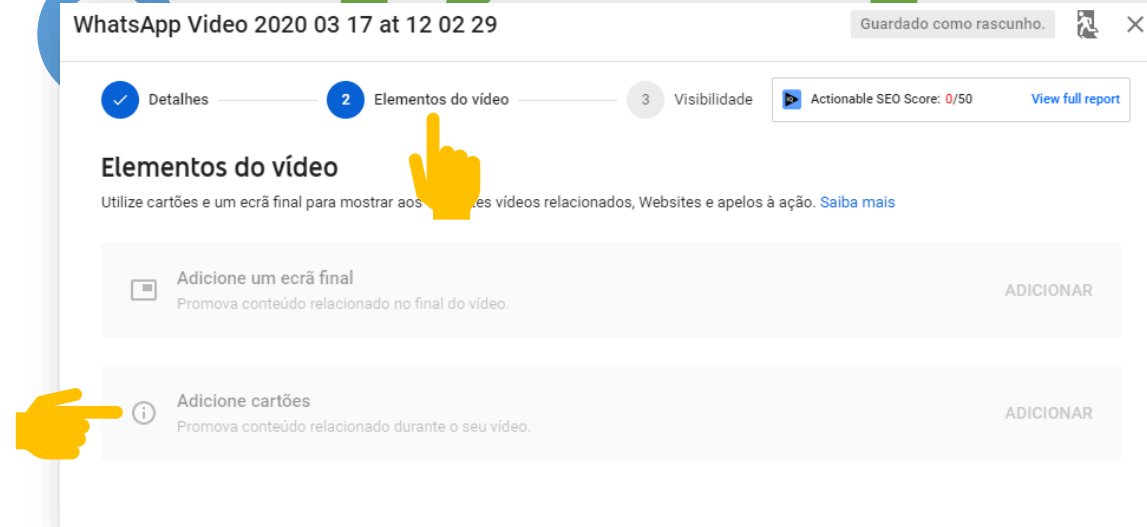 WhatsApp Video 2020 03 17 at 12 02 29
Guardado como rascunho.
Detalhes
2 Elementos do vídeo
3 Visibilidade
Actionable SEO Score: 0/50 View full report
Elementos do vídeo
Utilize cartões e um ecrã final para mostrar aos vídeos relacionados, Websites e apelos à ação. Saiba mais
Adicione um ecrã final
Promova conteúdo relacionado no final do vídeo.
ADICIONAR
Adicione cartões
Promova conteúdo relacionado durante o seu vídeo.
ADICIONAR